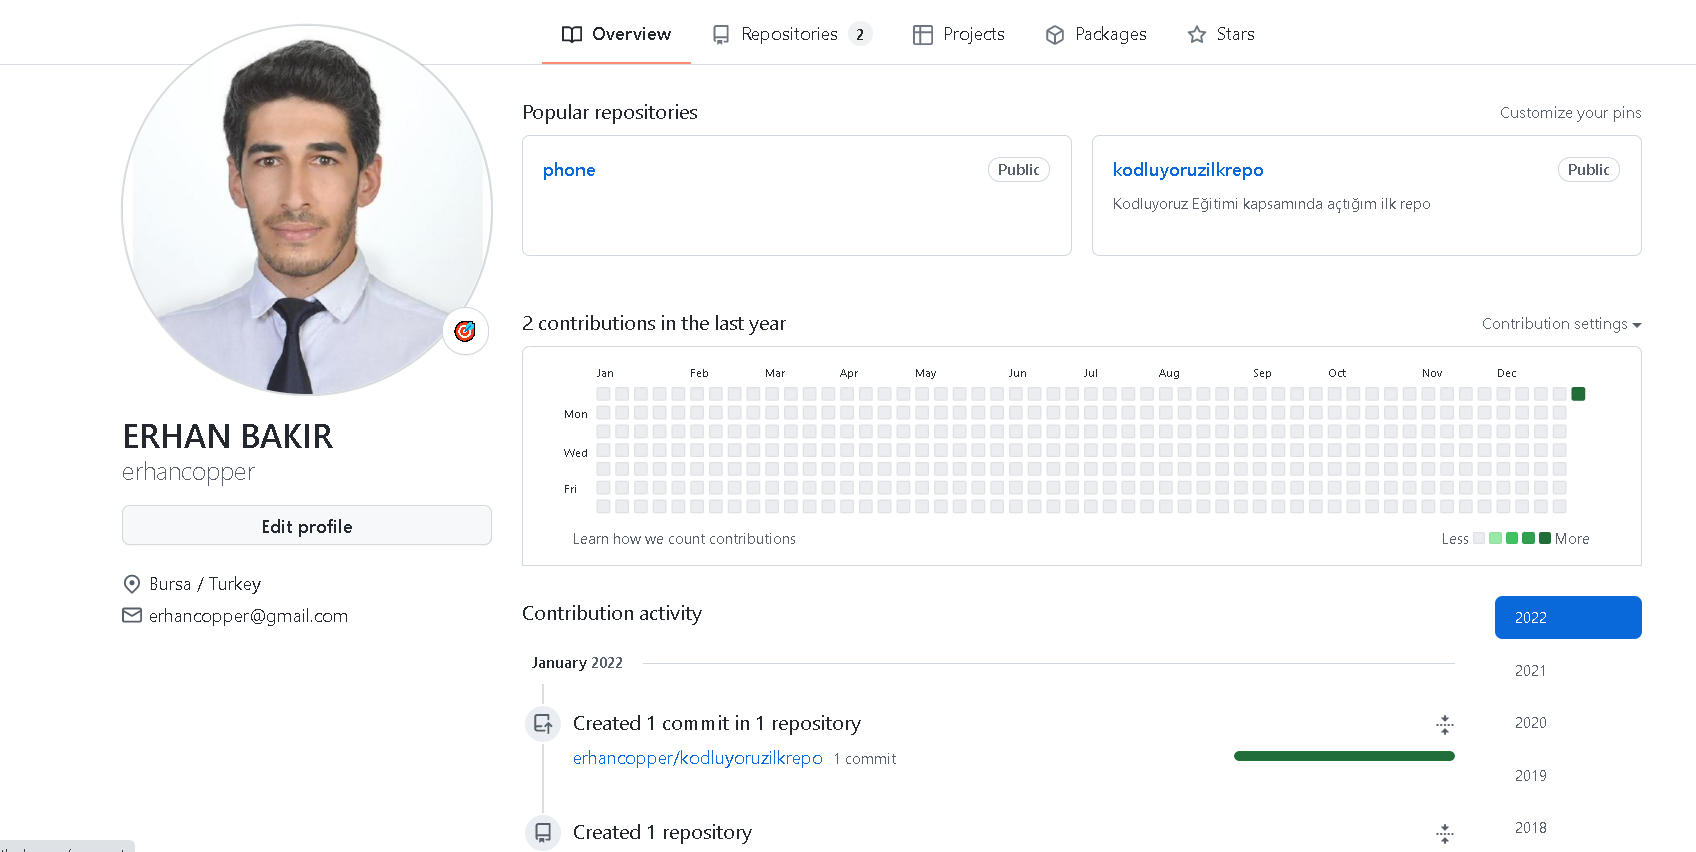 Overview Repositories 2 Projects Packages Stars
Popular repositories Customize your pins
phone Public
kodluyoruzilkrepo Public
Kodluyoruz Eğitimi kapsamında açtığım ilk repo
2 contributions in the last year Contribution settings
Jan Feb Mar Apr May Jun Jul Aug Sep Oct Nov Dec
Mon
Wed
Fri
Learn how we count contributions Less More
ERHAN BAKIR
erhancopper
Edit profile
Bursa / Turkey
erhancopper@gmail.com
Contribution activity
January 2022
Created 1 commit in 1 repository
erhancopper/kodluyoruzilkrepo 1 commit
Created 1 repository
2022
2021
2020
2019
2018